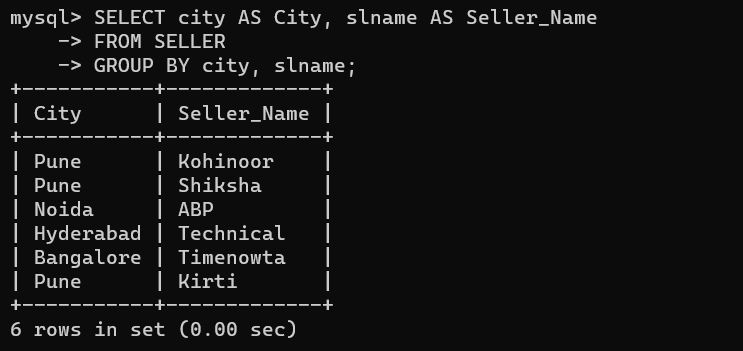 mysql> SELECT city AS City, slname AS Seller_Name
    -> FROM SELLER
    -> GROUP BY city, slname;
+-----------+-------------+
| City      | Seller_Name |
+-----------+-------------+
| Pune      | Kohinoor    |
| Pune      | Shiksha     |
| Noida     | ABP         |
| Hyderabad | Technical   |
| Bangalore | Timenowta   |
| Pune      | Kirti       |
+-----------+-------------+
6 rows in set (0.00 sec)